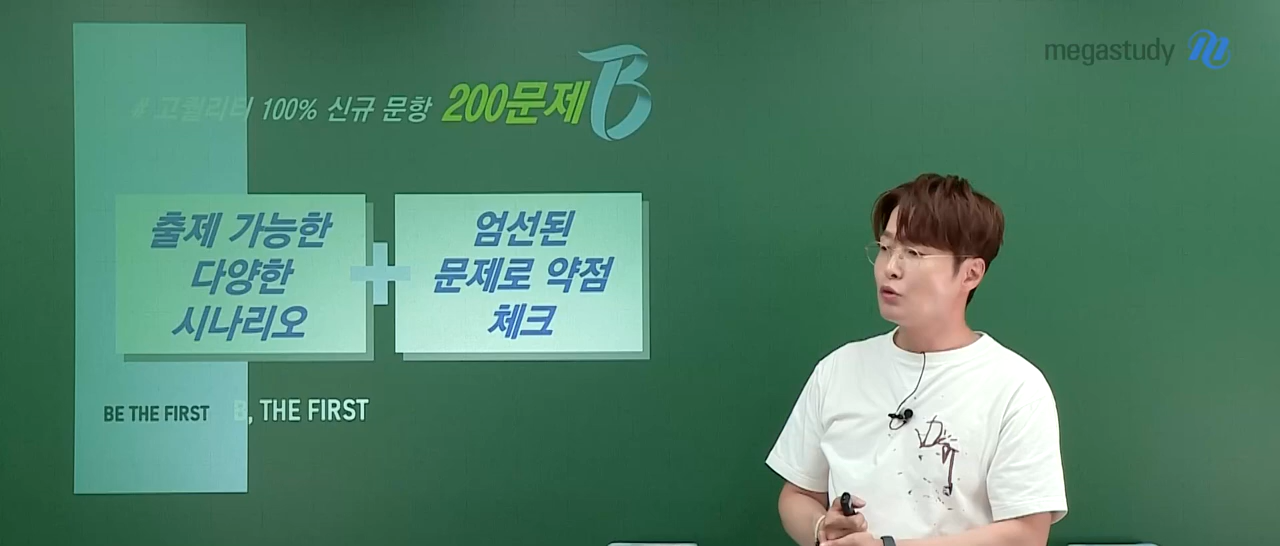 megastudy
# 고퀄리티 100% 신규 문항 200문제 B
출제 가능한
다양한
시나리오
+
엄선된
문제로 약점
체크
BE THE FIRST B, THE FIRST